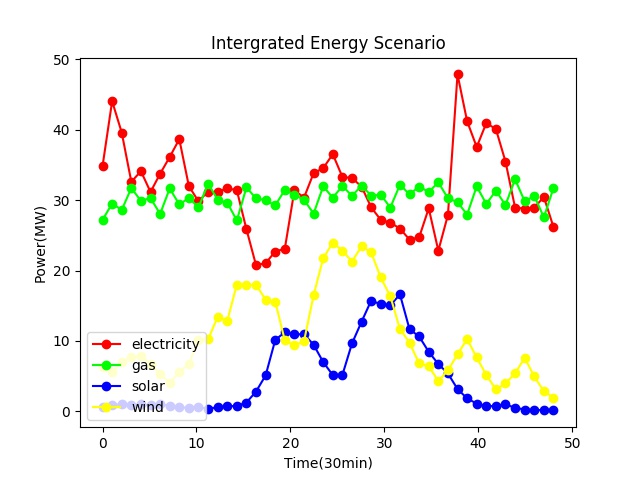 Intergrated Energy Scenario
50
40
30
20
10
0
Power(MW)
electricity
gas
solar
wind
0 10 20 30 40 50
Time(30min)